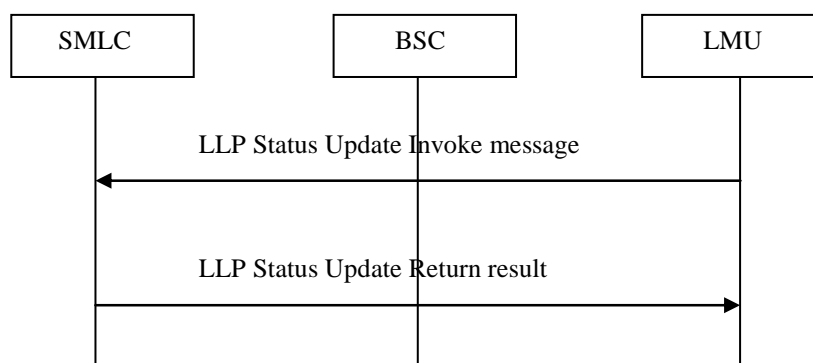 SMLC
BSC
LMU
LLP Status Update Invoke message
LLP Status Update Return result